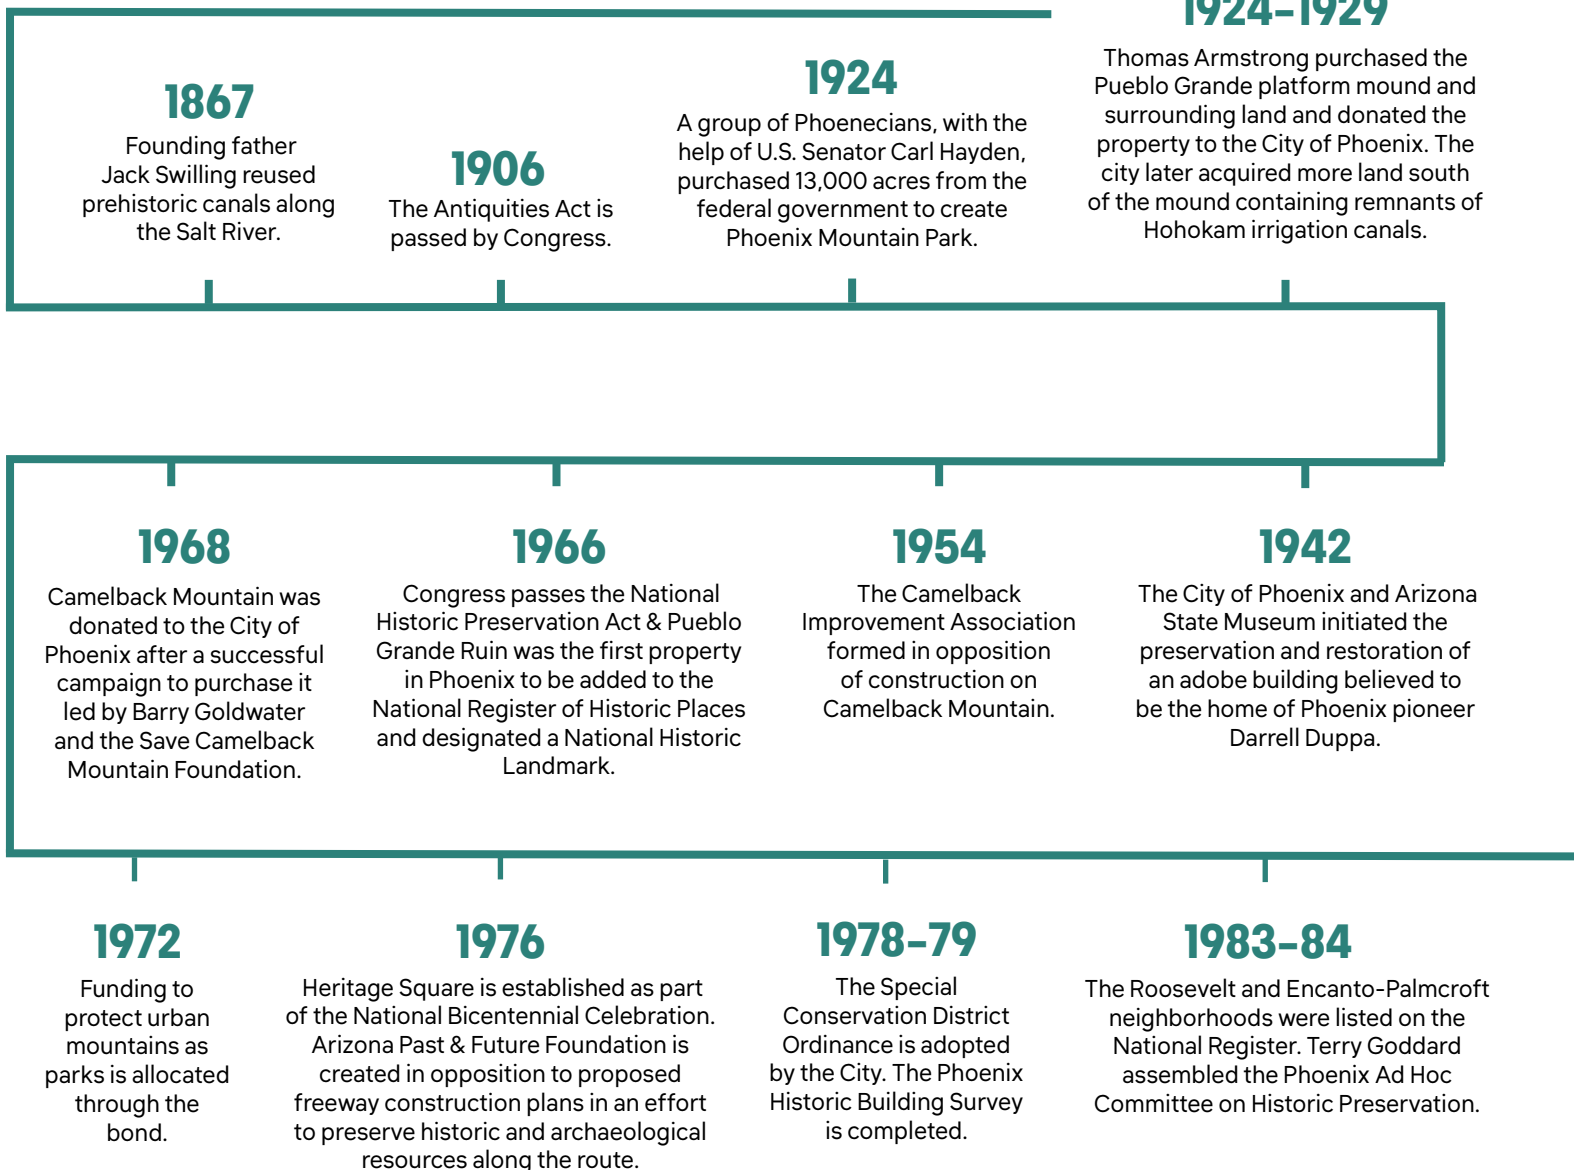 1867
Founding father
Jack Swilling reused
prehistoric canals along
the Salt River.
1906
The Antiquities Act is
passed by Congress.
1924
A group of Phoenecians, with the
help of U.S. Senator Carl Hayden,
purchased 13,000 acres from the
federal government to create
Phoenix Mountain Park.
1924–1929
Thomas Armstrong purchased the
Pueblo Grande platform mound and
surrounding land and donated the
property to the City of Phoenix. The
city later acquired more land south
of the mound containing remnants of
Hohokam irrigation canals.
1968
Camelback Mountain was
donated to the City of
Phoenix after a successful
campaign to purchase it
led by Barry Goldwater
and the Save Camelback
Mountain Foundation.
1966
Congress passes the National
Historic Preservation Act & Pueblo
Grande Ruin was the first property
in Phoenix to be added to the
National Register of Historic Places
and designated a National Historic
Landmark.
1954
The Camelback
Improvement Association
formed in opposition
of construction on
Camelback Mountain.
1942
The City of Phoenix and Arizona
State Museum initiated the
preservation and restoration of
an adobe building believed to
be the home of Phoenix pioneer
Darrell Duppa.
1972
Funding to
protect urban
mountains as
parks is allocated
through the
bond.
1976
Heritage Square is established as part
of the National Bicentennial Celebration.
Arizona Past & Future Foundation is
created in opposition to proposed
freeway construction plans in an effort
to preserve historic and archaeological
resources along the route.
1978–79
The Special
Conservation District
Ordinance is adopted
by the City. The Phoenix
Historic Building Survey
is completed.
1983–84
The Roosevelt and Encanto-Palmcroft
neighborhoods were listed on the
National Register. Terry Goddard
assembled the Phoenix Ad Hoc
Committee on Historic Preservation.